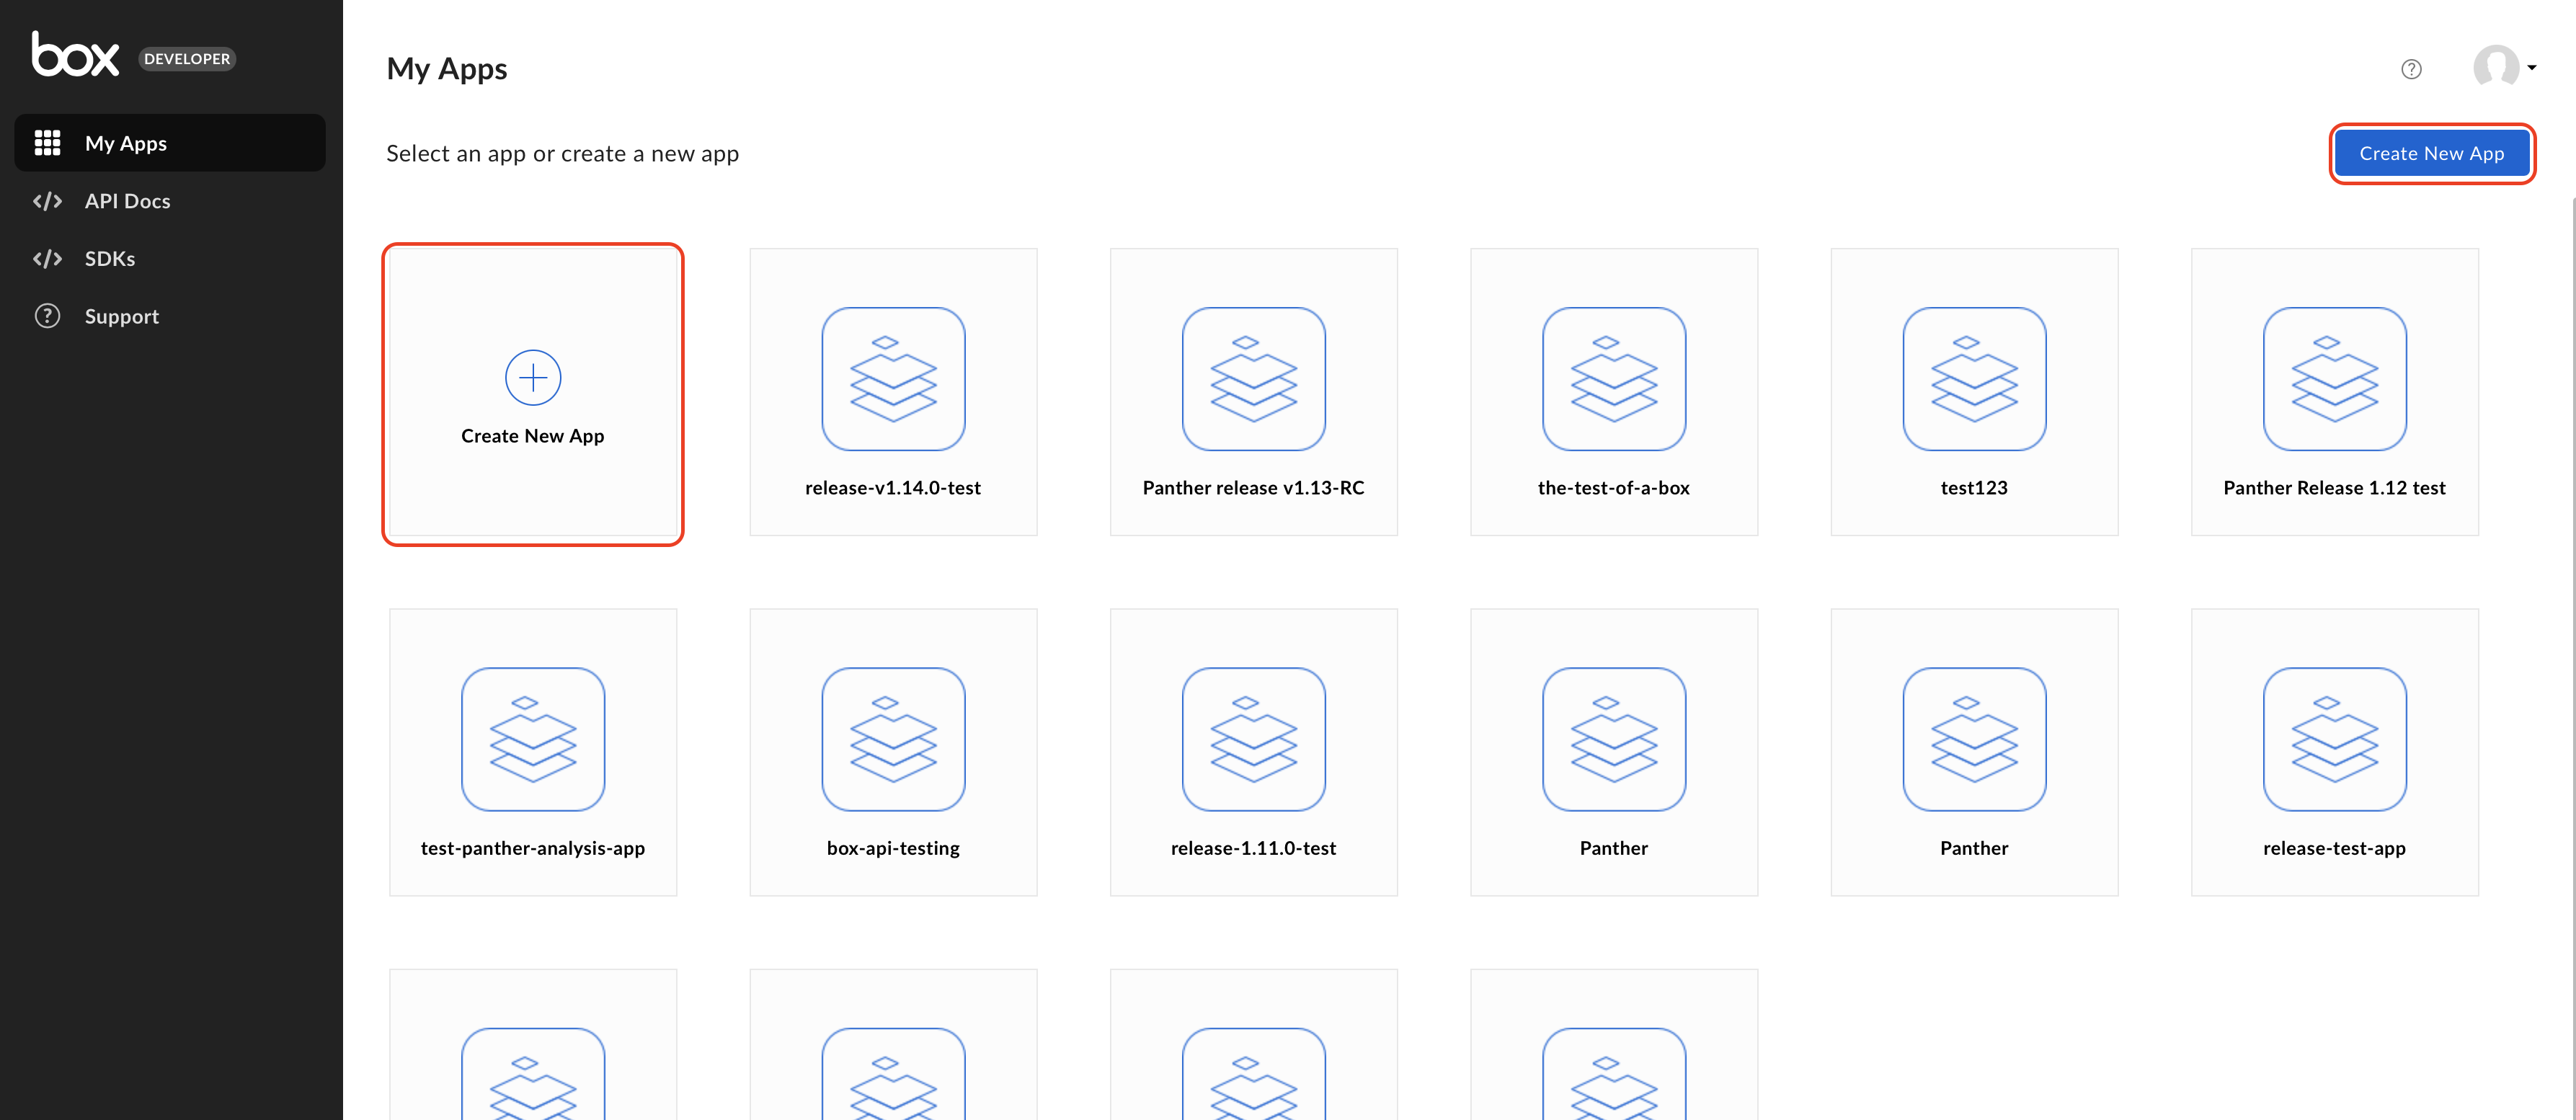 box DEVELOPER
My Apps
API Docs
SDKs
Support
My Apps
Select an app or create a new app
Create New App
Create New App
release-v1.14.0-test
Panther release v1.13-RC
the-test-of-a-box
test123
Panther Release 1.12 test
test-panther-analysis-app
box-api-testing
release-1.11.0-test
Panther
Panther
release-test-app